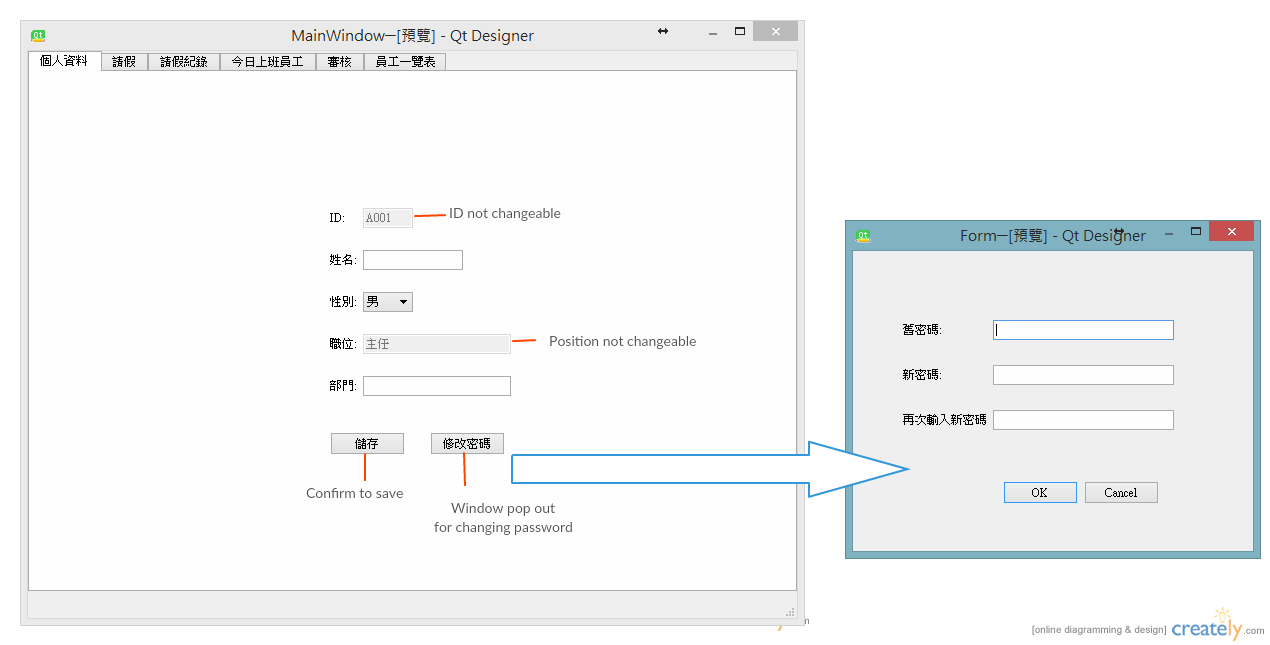 MainWindow—[預覽] - Qt Designer
個人資料 請假 請假紀錄 今日上班員工 審核 員工一覽表
ID: A001 ID not changeable
姓名:
性別: 男
職位: 主任 Position not changeable
部門:
儲存 修改密碼
Confirm to save
Window pop out
for changing password
Form—[預覽] - Qt Designer
舊密碼:
新密碼:
再次輸入新密碼
OK Cancel
[online diagramming & design] creately.com